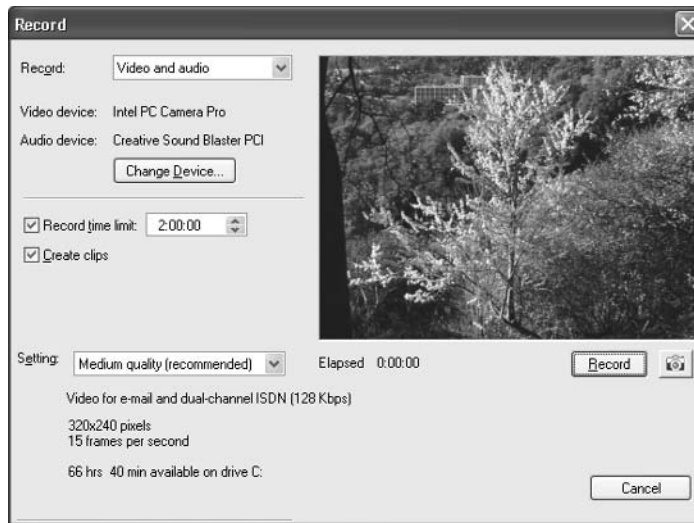 Record
Record: Video and audio
Video device: Intel PC Camera Pro
Audio device: Creative Sound Blaster PCI
Change Device...
Record time limit: 2:00:00
Create clips
Setting: Medium quality (recommended)
Elapsed 0:00:00
Record
Video for e-mail and dual-channel ISDN (128 Kbps)
320x240 pixels
15 frames per second
66 hrs 40 min available on drive C:
Cancel